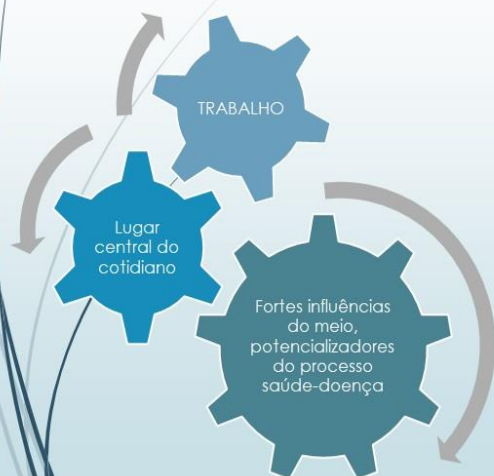 TRABALHO
Lugar
central do
cotidiano
Fortes influências
do meio,
potencializadores
do processo
saúde-doença